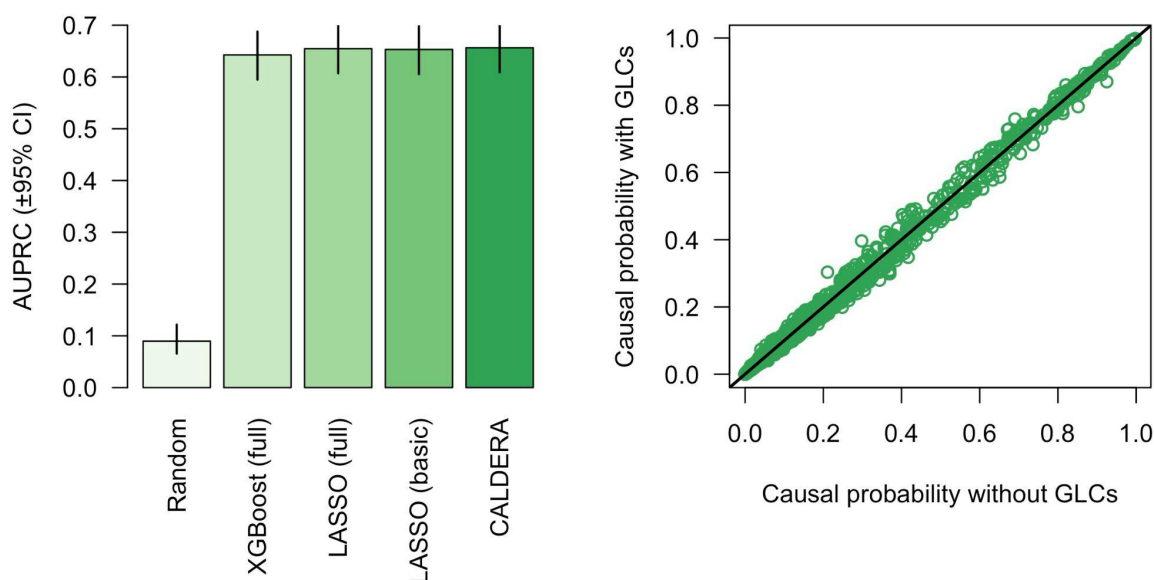 AUPRC (±95% CI)
0.7
0.6
0.5
0.4
0.3
0.2
0.1
0.0
Random
XGBoost (full)
LASSO (full)
LASSO (basic)
CALDERA
Causal probability with GLCs
1.0
0.8
0.6
0.4
0.2
0.0
0.0 0.2 0.4 0.6 0.8 1.0
Causal probability without GLCs